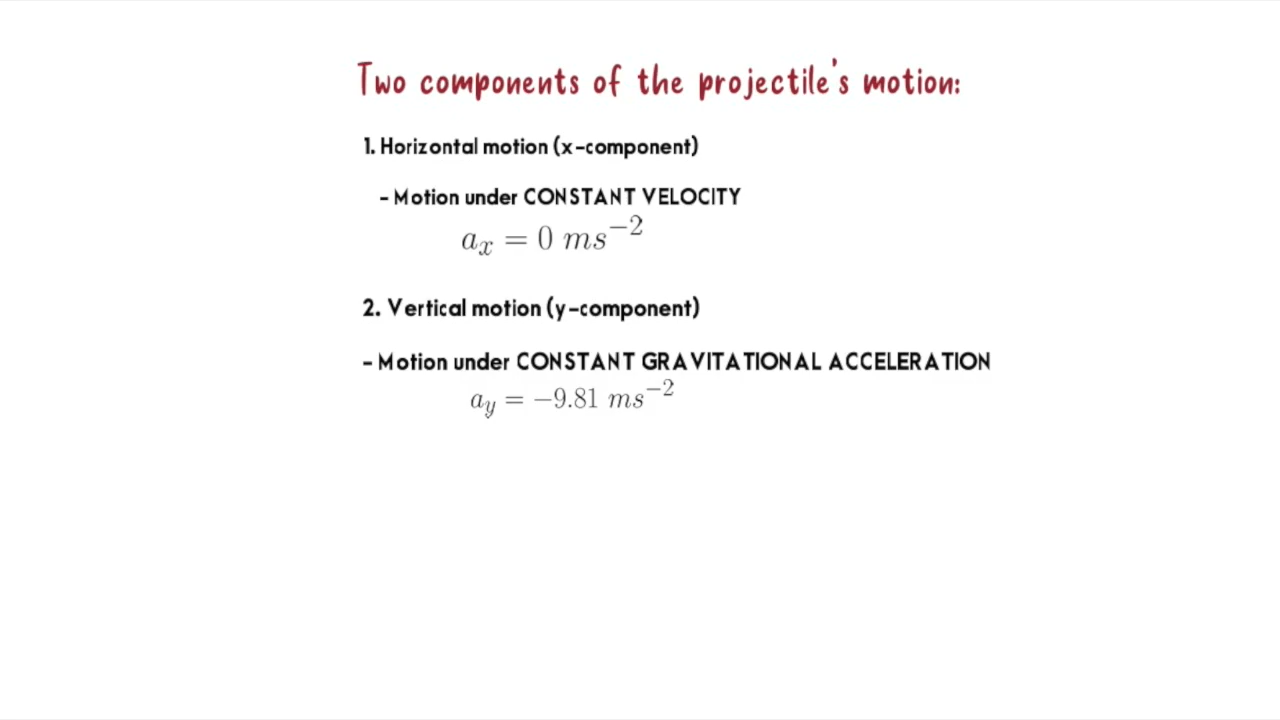 Two components of the projectile's motion:
1. Horizontal motion (x-component)
- Motion under CONSTANT VELOCITY
aₓ = 0 ms⁻²
2. Vertical motion (y-component)
- Motion under CONSTANT GRAVITATIONAL ACCELERATION
a_y = −9.81 ms⁻²